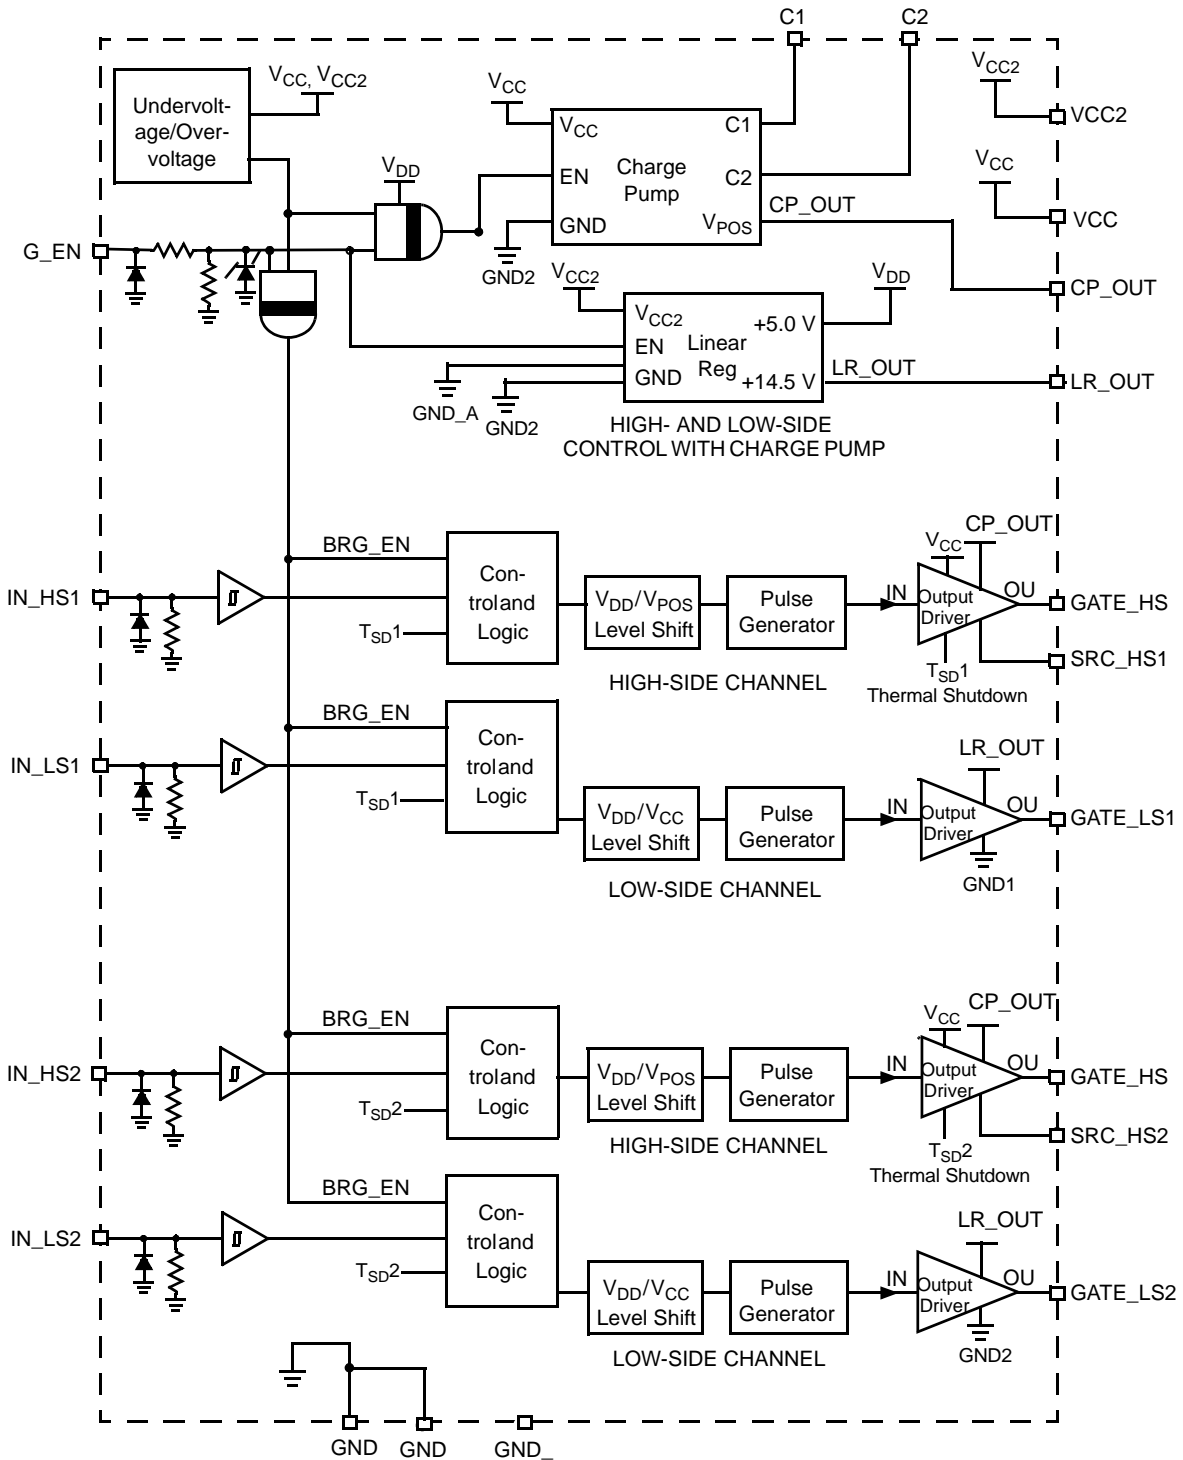 C1
C2
VCC, VCC2
Undervolt-
age/Over-
voltage
VCC
VCC
C1
EN
Charge
Pump
C2
GND
VPOS
CP_OUT
GND2
VCC2
VCC2
VCC
VCC
VDD
G_EN
CP_OUT
VCC2
VDD
VCC2
+5.0 V
EN
Linear
Reg
GND
+14.5 V
LR_OUT
LR_OUT
GND_A
GND2
HIGH- AND LOW-SIDE
CONTROL WITH CHARGE PUMP
BRG_EN
IN_HS1
TSD1
Con-
troland
Logic
VDD/VPOS
Level Shift
Pulse
Generator
IN
VCC
CP_OUT
Output
Driver
OU
GATE_HS
SRC_HS1
TSD1
Thermal Shutdown
HIGH-SIDE CHANNEL
BRG_EN
IN_LS1
TSD1
Con-
troland
Logic
VDD/VCC
Level Shift
Pulse
Generator
IN
LR_OUT
Output
Driver
OU
GATE_LS1
GND1
LOW-SIDE CHANNEL
BRG_EN
IN_HS2
TSD2
Con-
troland
Logic
VDD/VPOS
Level Shift
Pulse
Generator
IN
VCC
CP_OUT
Output
Driver
OU
GATE_HS
SRC_HS2
TSD2
Thermal Shutdown
HIGH-SIDE CHANNEL
BRG_EN
IN_LS2
TSD2
Con-
troland
Logic
VDD/VCC
Level Shift
Pulse
Generator
IN
LR_OUT
Output
Driver
OU
GATE_LS2
GND2
LOW-SIDE CHANNEL
GND
GND
GND_